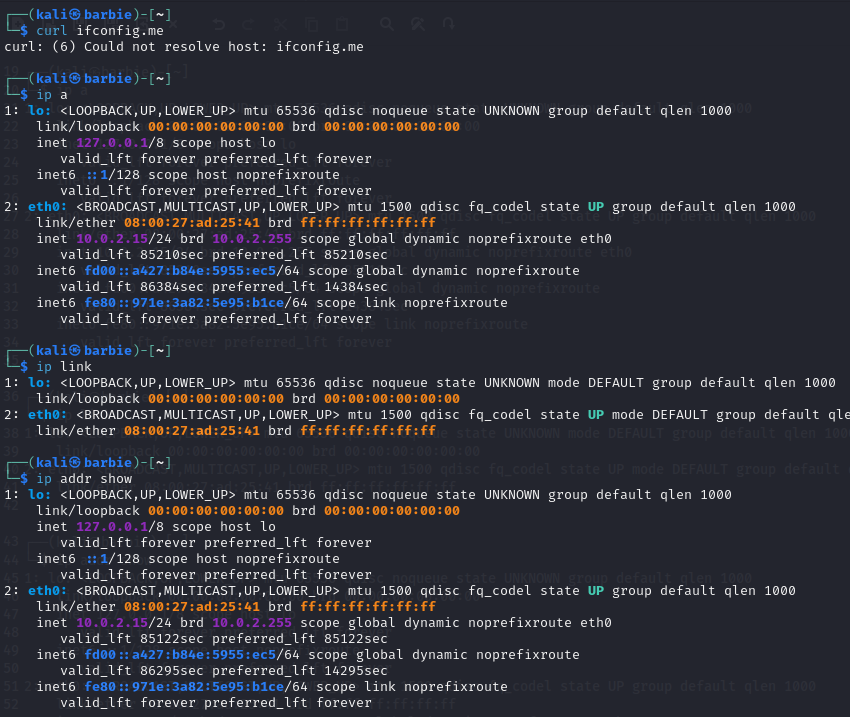 ┌──(kali㉿barbie)-[~]
└─$ curl ifconfig.me
curl: (6) Could not resolve host: ifconfig.me
┌──(kali㉿barbie)-[~]
└─$ ip a
1: lo: <LOOPBACK,UP,LOWER_UP> mtu 65536 qdisc noqueue state UNKNOWN group default qlen 1000
    link/loopback 00:00:00:00:00:00 brd 00:00:00:00:00:00
    inet 127.0.0.1/8 scope host lo
       valid_lft forever preferred_lft forever
    inet6 ::1/128 scope host noprefixroute
       valid_lft forever preferred_lft forever
2: eth0: <BROADCAST,MULTICAST,UP,LOWER_UP> mtu 1500 qdisc fq_codel state UP group default qlen 1000
    link/ether 08:00:27:ad:25:41 brd ff:ff:ff:ff:ff:ff
    inet 10.0.2.15/24 brd 10.0.2.255 scope global dynamic noprefixroute eth0
       valid_lft 85210sec preferred_lft 85210sec
    inet6 fd00::a427:b84e:5955:ec5/64 scope global dynamic noprefixroute
       valid_lft 86384sec preferred_lft 14384sec
    inet6 fe80::971e:3a82:5e95:b1ce/64 scope link noprefixroute
       valid_lft forever preferred_lft forever
┌──(kali㉿barbie)-[~]
└─$ ip link
1: lo: <LOOPBACK,UP,LOWER_UP> mtu 65536 qdisc noqueue state UNKNOWN mode DEFAULT group default qlen 1000
    link/loopback 00:00:00:00:00:00 brd 00:00:00:00:00:00
2: eth0: <BROADCAST,MULTICAST,UP,LOWER_UP> mtu 1500 qdisc fq_codel state UP mode DEFAULT group default qle
    link/ether 08:00:27:ad:25:41 brd ff:ff:ff:ff:ff:ff
┌──(kali㉿barbie)-[~]
└─$ ip addr show
1: lo: <LOOPBACK,UP,LOWER_UP> mtu 65536 qdisc noqueue state UNKNOWN group default qlen 1000
    link/loopback 00:00:00:00:00:00 brd 00:00:00:00:00:00
    inet 127.0.0.1/8 scope host lo
       valid_lft forever preferred_lft forever
    inet6 ::1/128 scope host noprefixroute
       valid_lft forever preferred_lft forever
2: eth0: <BROADCAST,MULTICAST,UP,LOWER_UP> mtu 1500 qdisc fq_codel state UP group default qlen 1000
    link/ether 08:00:27:ad:25:41 brd ff:ff:ff:ff:ff:ff
    inet 10.0.2.15/24 brd 10.0.2.255 scope global dynamic noprefixroute eth0
       valid_lft 85122sec preferred_lft 85122sec
    inet6 fd00::a427:b84e:5955:ec5/64 scope global dynamic noprefixroute
       valid_lft 86295sec preferred_lft 14295sec
    inet6 fe80::971e:3a82:5e95:b1ce/64 scope link noprefixroute
       valid_lft forever preferred_lft forever